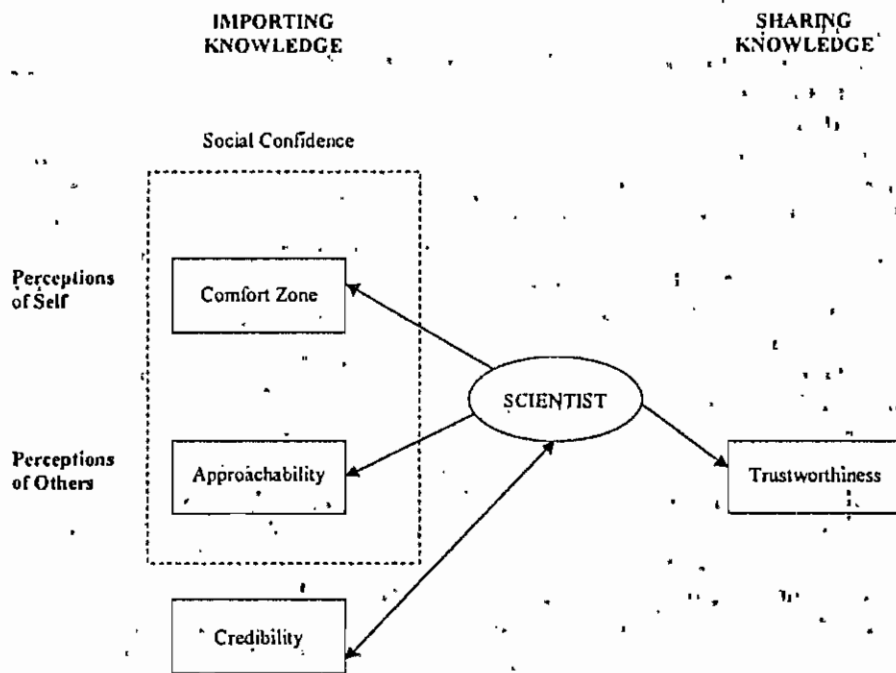 IMPORTING
KNOWLEDGE
SHARING
KNOWLEDGE
Social Confidence
Perceptions
of Self
Comfort Zone
SCIENTIST
Perceptions
of Others
Approachability
Trustworthiness
Credibility